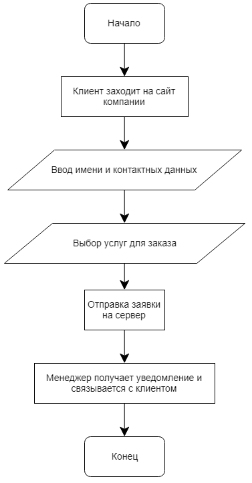 Начало
Клиент заходит на сайт
компании
Ввод имени и контактных данных
Выбор услуг для заказа
Отправка заявки
на сервер
Менеджер получает уведомление и
связывается с клиентом
Конец